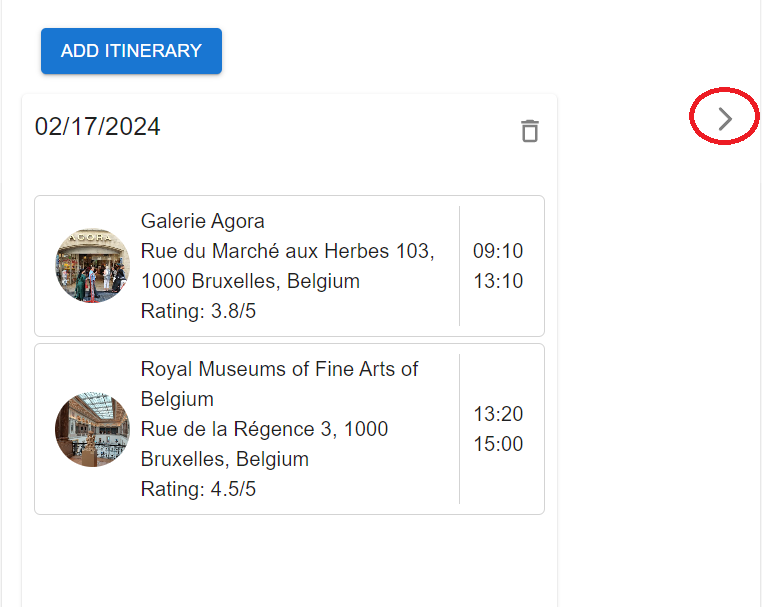 ADD ITINERARY
02/17/2024
AGORA
Galerie Agora
Rue du Marché aux Herbes 103,
1000 Bruxelles, Belgium
Rating: 3.8/5
09:10
13:10
Royal Museums of Fine Arts of
Belgium
Rue de la Régence 3, 1000
Bruxelles, Belgium
Rating: 4.5/5
13:20
15:00